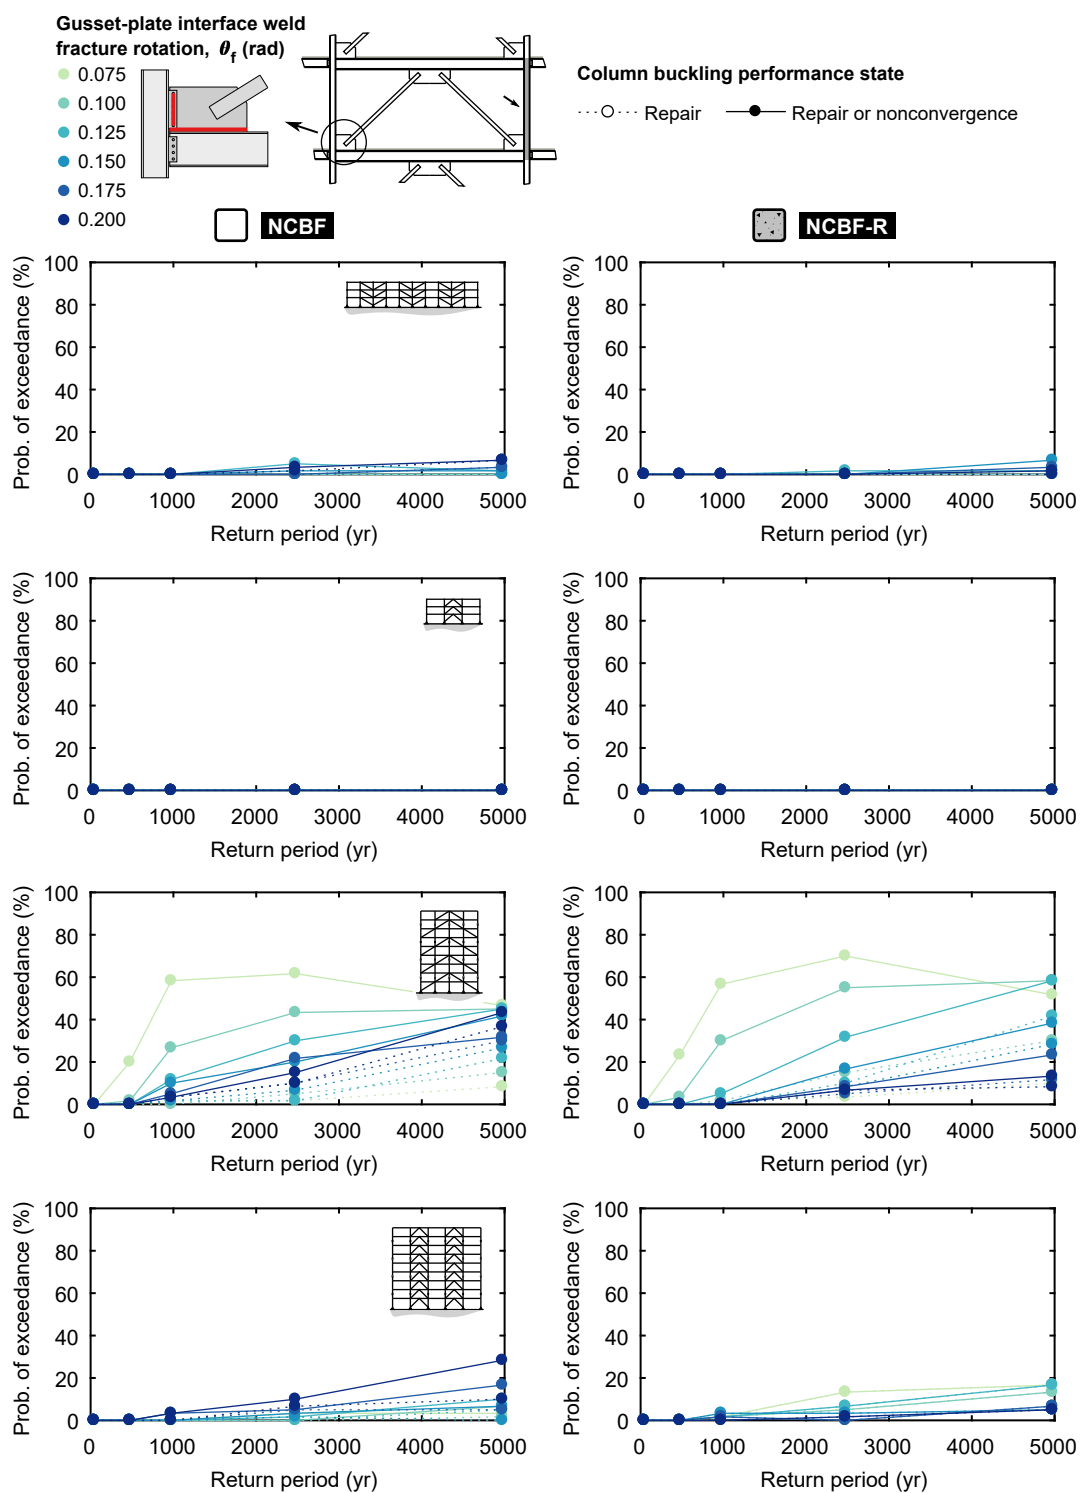 Gusset-plate interface weld
fracture rotation, θf (rad)
0.075
0.100
0.125
0.150
0.175
0.200
Column buckling performance state
Repair
Repair or nonconvergence
NCBF
NCBF-R
Prob. of exceedance (%)
100
80
60
40
20
0
0 1000 2000 3000 4000 5000
Return period (yr)
Prob. of exceedance (%)
100
80
60
40
20
0
0 1000 2000 3000 4000 5000
Return period (yr)
Prob. of exceedance (%)
100
80
60
40
20
0
0 1000 2000 3000 4000 5000
Return period (yr)
Prob. of exceedance (%)
100
80
60
40
20
0
0 1000 2000 3000 4000 5000
Return period (yr)
Prob. of exceedance (%)
100
80
60
40
20
0
0 1000 2000 3000 4000 5000
Return period (yr)
Prob. of exceedance (%)
100
80
60
40
20
0
0 1000 2000 3000 4000 5000
Return period (yr)
Prob. of exceedance (%)
100
80
60
40
20
0
0 1000 2000 3000 4000 5000
Return period (yr)
Prob. of exceedance (%)
100
80
60
40
20
0
0 1000 2000 3000 4000 5000
Return period (yr)